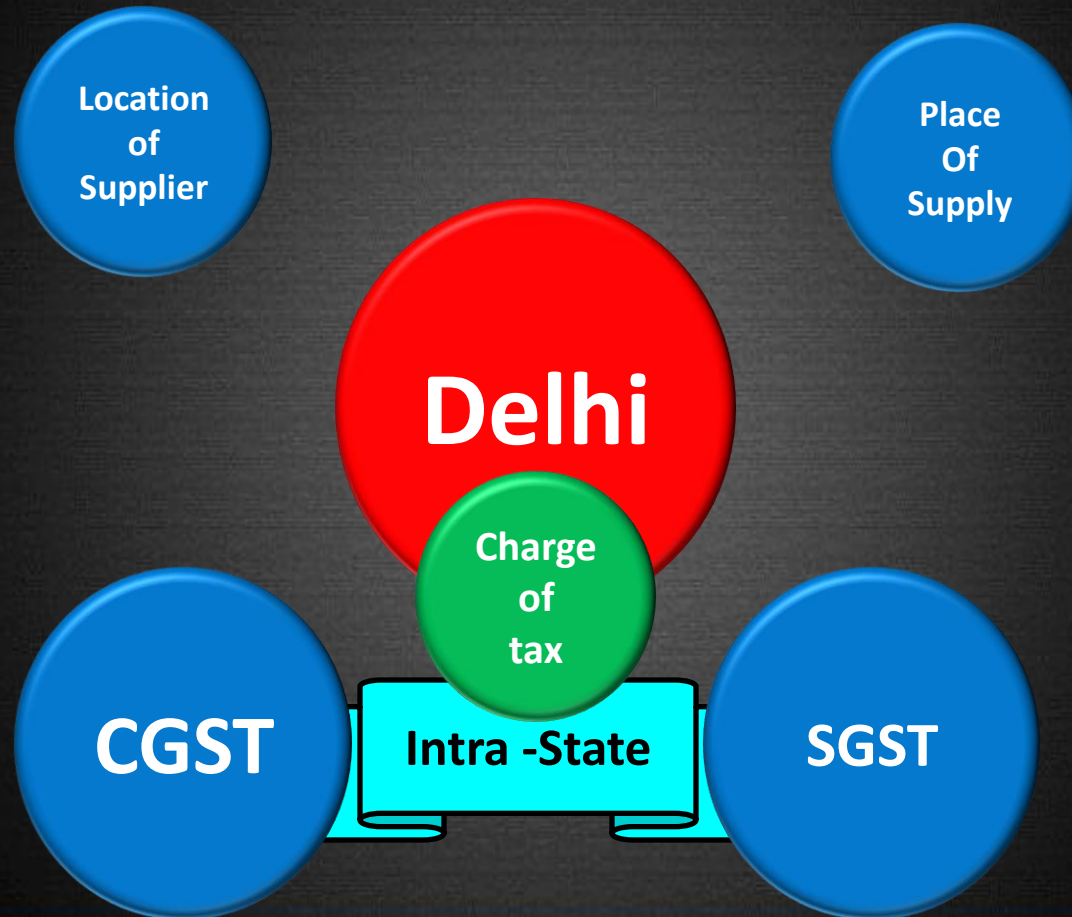 Location
of
Supplier
Place
Of
Supply
Delhi
Charge
of
tax
CGST
Intra -State
SGST